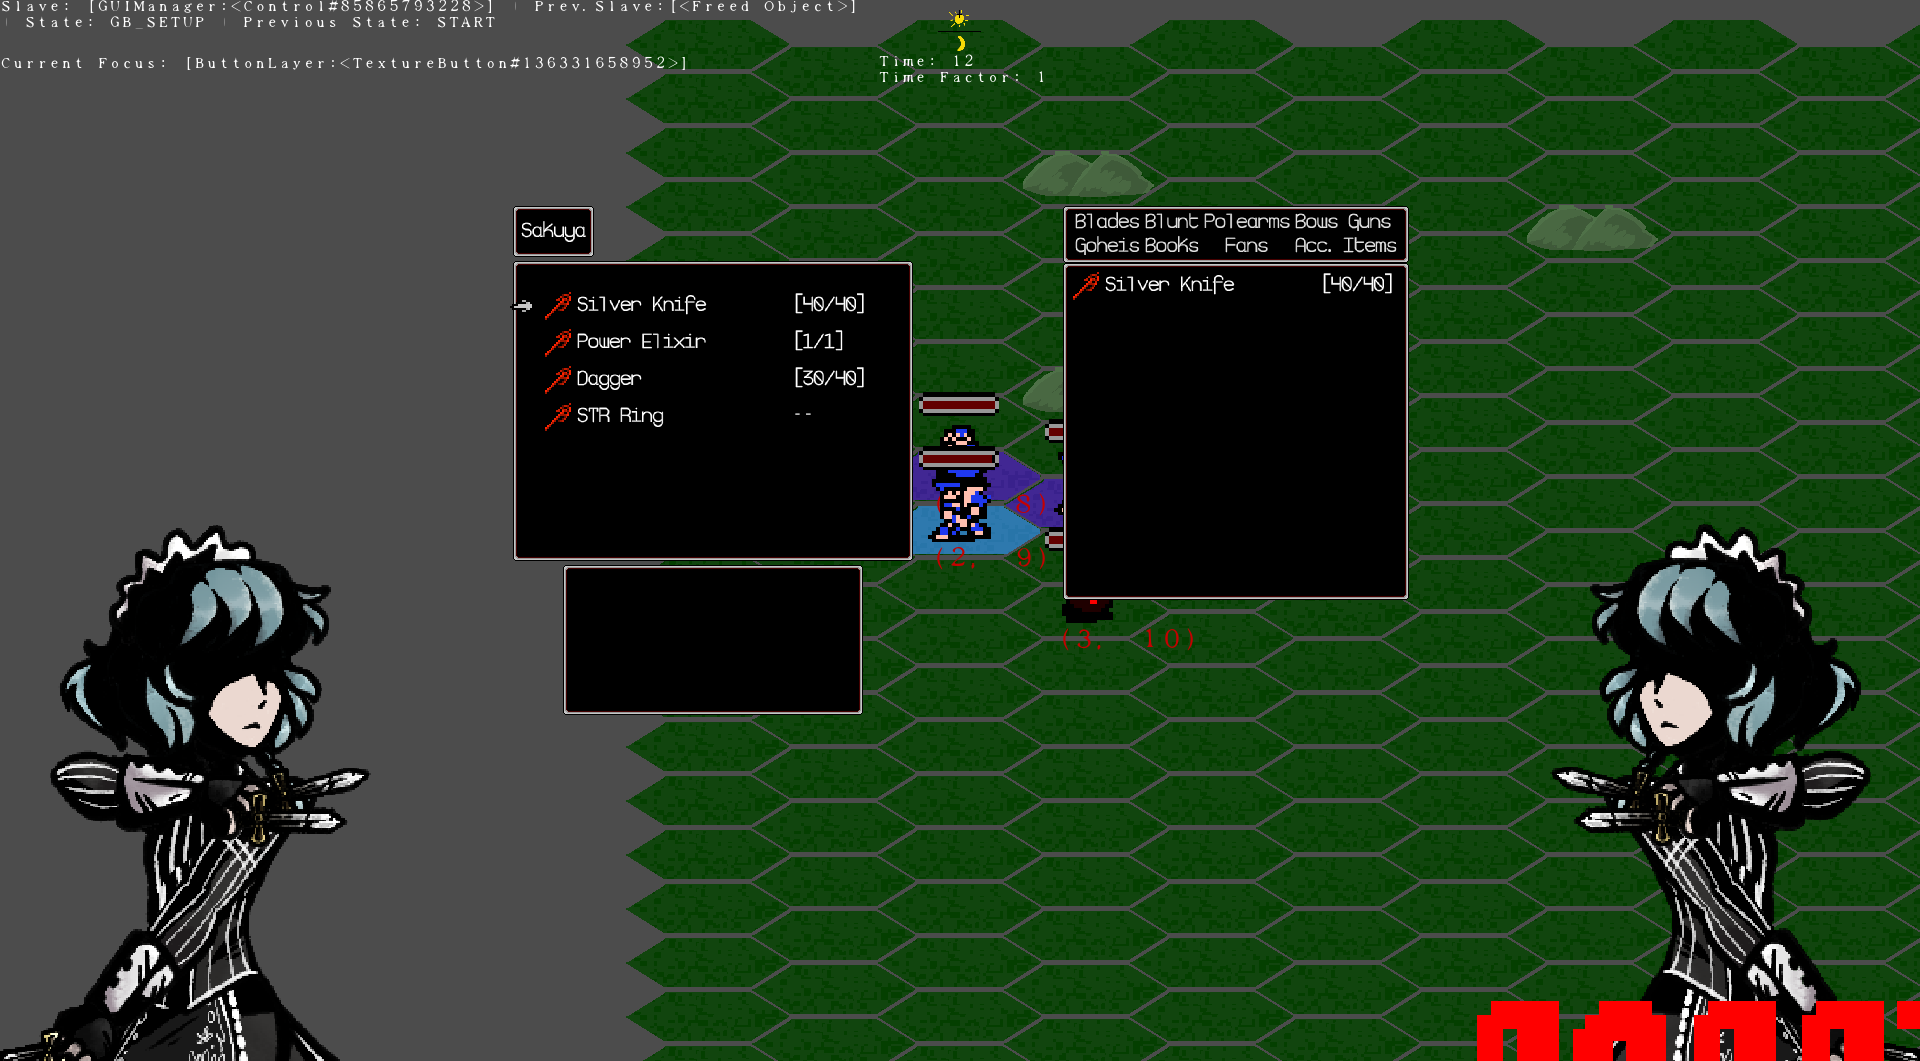 Slave: [GUIManager:<Control#85865793228>] | Prev.Slave:[<Freed Object>]
| State: GB_SETUP | Previous State: START
Current Focus: [ButtonLayer:<TextureButton#136331658952>]
Time: 12
Time Factor: 1
Sakuya
Silver Knife [40/40]
Power Elixir [1/1]
Dagger [30/40]
STR Ring --
Blades Blunt Polearms Bows Guns
Goheis Books Fans Acc. Items
Silver Knife [40/40]
8)
(2, 9)
(3, 10)